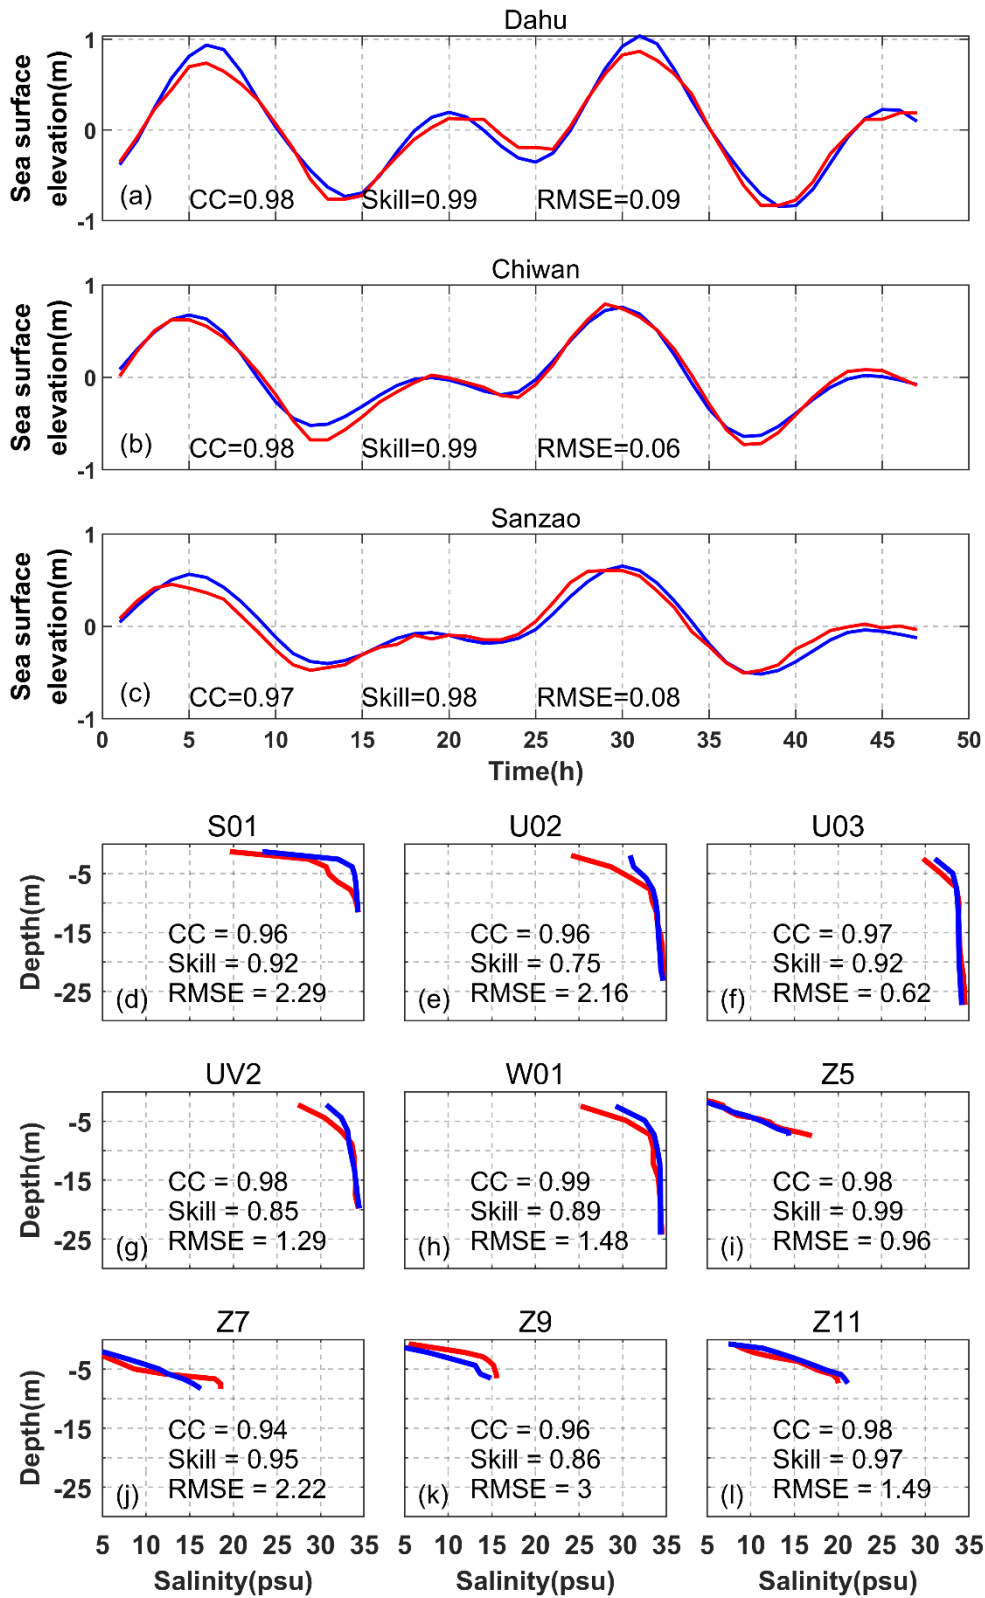 Dahu
Sea surface
elevation(m)
1
0
-1
(a) CC=0.98 Skill=0.99 RMSE=0.09
Chiwan
Sea surface
elevation(m)
1
0
-1
(b) CC=0.98 Skill=0.99 RMSE=0.06
Sanzao
Sea surface
elevation(m)
1
0
-1
(c) CC=0.97 Skill=0.98 RMSE=0.08
0 5 10 15 20 25 30 35 40 45 50
Time(h)
S01 U02 U03
Depth(m)
-5
-15
-25
CC = 0.96
Skill = 0.92
(d) RMSE = 2.29
CC = 0.96
Skill = 0.75
(e) RMSE = 2.16
CC = 0.97
Skill = 0.92
(f) RMSE = 0.62
UV2 W01 Z5
Depth(m)
-5
-15
-25
CC = 0.98
Skill = 0.85
(g) RMSE = 1.29
CC = 0.99
Skill = 0.89
(h) RMSE = 1.48
CC = 0.98
Skill = 0.99
(i) RMSE = 0.96
Z7 Z9 Z11
Depth(m)
-5
-15
-25
CC = 0.94
Skill = 0.95
(j) RMSE = 2.22
CC = 0.96
Skill = 0.86
(k) RMSE = 3
CC = 0.98
Skill = 0.97
(l) RMSE = 1.49
5 10 15 20 25 30 35 5 10 15 20 25 30 35 5 10 15 20 25 30 35
Salinity(psu) Salinity(psu) Salinity(psu)